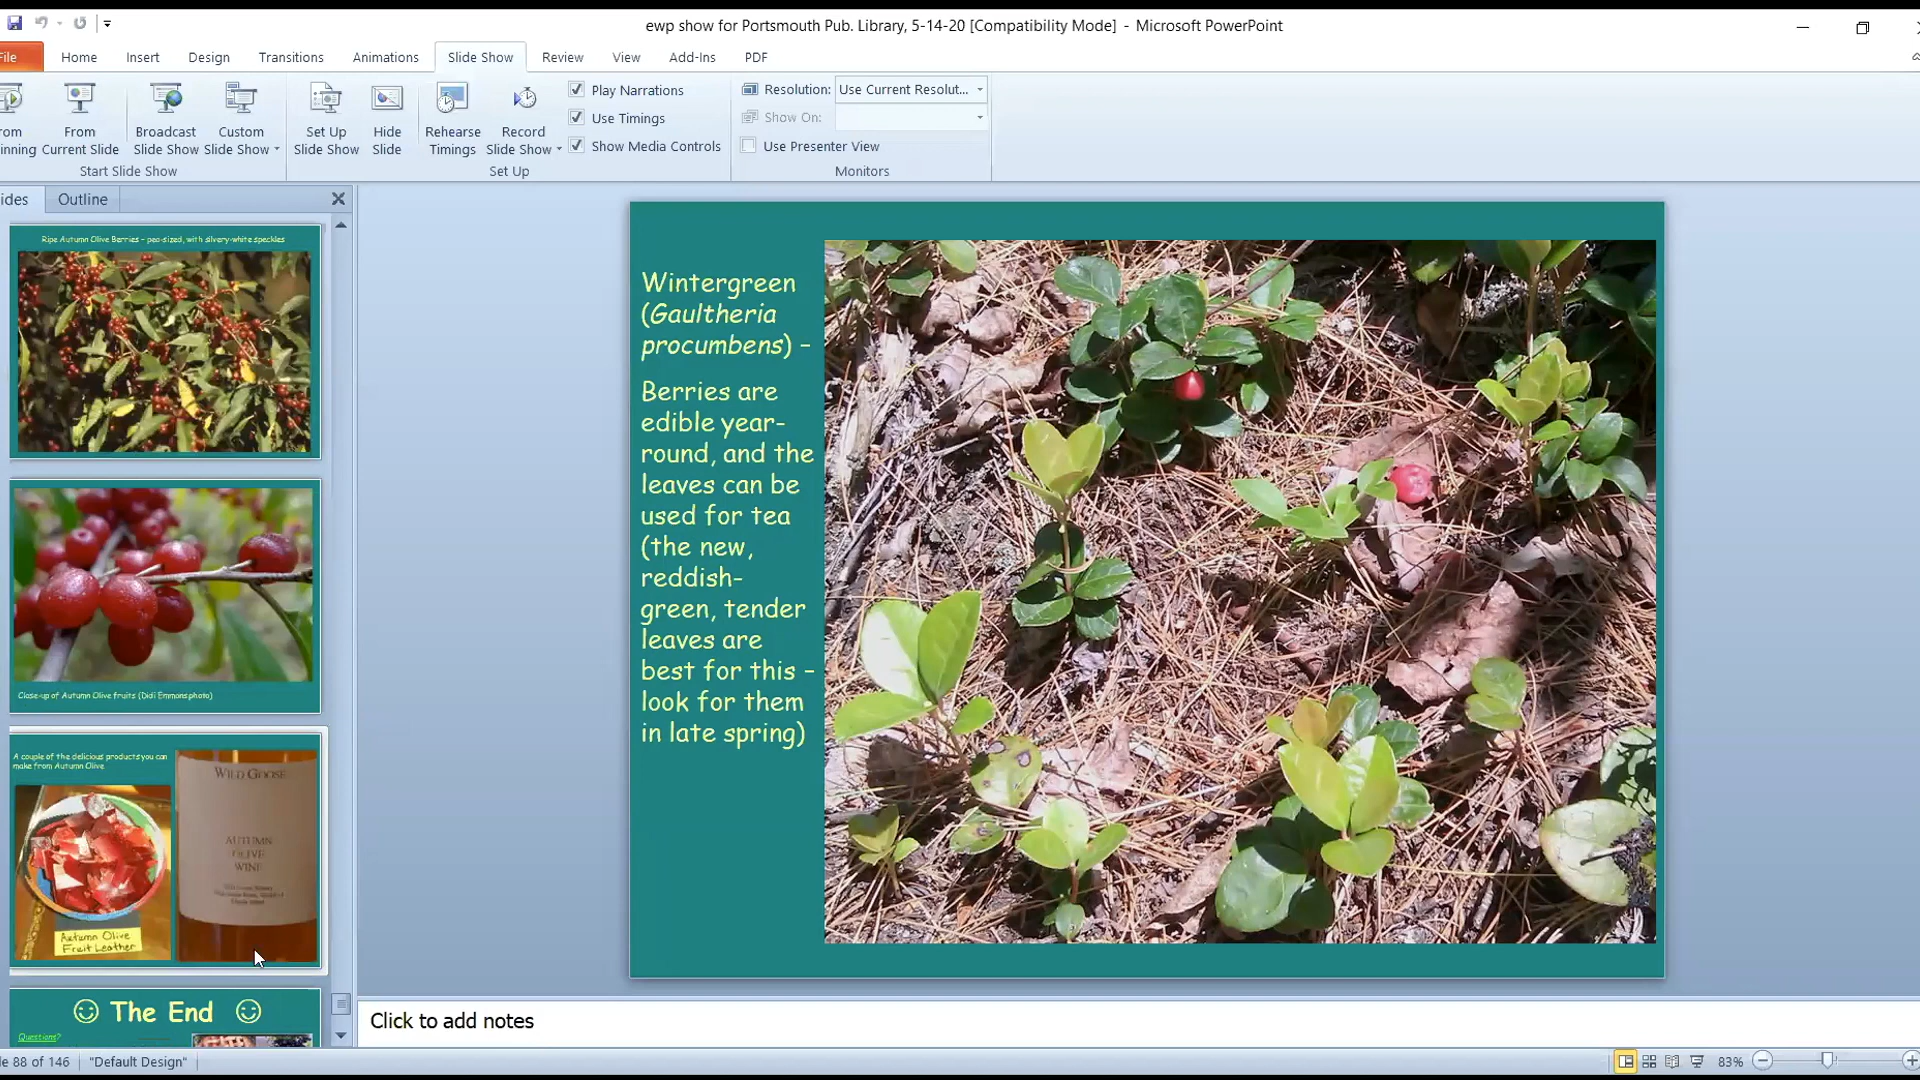 ewp show for Portsmouth Pub. Library, 5-14-20 [Compatibility Mode] - Microsoft PowerPoint
File Home Insert Design Transitions Animations Slide Show Review View Add-Ins PDF
From Current Slide
Broadcast Slide Show
Custom Slide Show
Set Up Slide Show
Hide Slide
Rehearse Timings
Record Slide Show
Play Narrations
Use Timings
Show Media Controls
Resolution: Use Current Resolut...
Show On:
Use Presenter View
Start Slide Show
Set Up
Monitors
ides Outline
Ripe Autumn Olive Berries – pea-sized, with silvery-white speckles
Close-up of Autumn Olive fruits (Didi Emmons photo)
A couple of the delicious products you can
make from Autumn Olive.
WILD GOOSE
AUTUMN
OLIVE
WINE
Autumn Olive
Fruit Leather
☺ The End ☺
Questions?
Wintergreen
(Gaultheria
procumbens) –
Berries are
edible year-
round, and the
leaves can be
used for tea
(the new,
reddish-
green, tender
leaves are
best for this –
look for them
in late spring)
Click to add notes
le 88 of 146 "Default Design" 83%